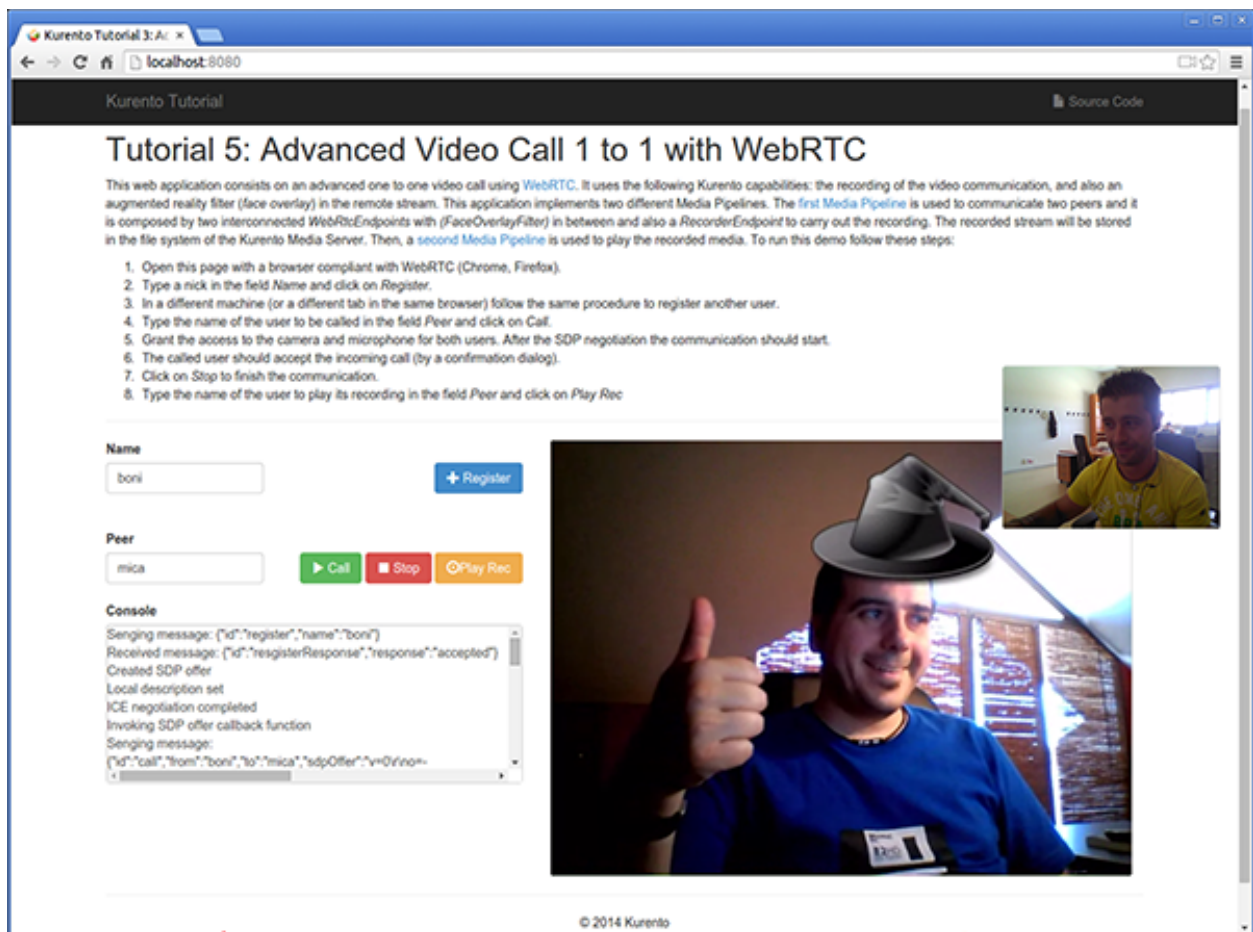 Kurento Tutorial 3: Ac
localhost:8080
Kurento Tutorial
Source Code
Tutorial 5: Advanced Video Call 1 to 1 with WebRTC
This web application consists on an advanced one to one video call using WebRTC. It uses the following Kurento capabilities: the recording of the video communication, and also an
augmented reality filter (face overlay) in the remote stream. This application implements two different Media Pipelines. The first Media Pipeline is used to communicate two peers and it
is composed by two interconnected WebRtcEndpoints with (FaceOverlayFilter) in between and also a RecorderEndpoint to carry out the recording. The recorded stream will be stored
in the file system of the Kurento Media Server. Then, a second Media Pipeline is used to play the recorded media. To run this demo follow these steps:
1. Open this page with a browser compliant with WebRTC (Chrome, Firefox).
2. Type a nick in the field Name and click on Register.
3. In a different machine (or a different tab in the same browser) follow the same procedure to register another user.
4. Type the name of the user to be called in the field Peer and click on Call.
5. Grant the access to the camera and microphone for both users. After the SDP negotiation the communication should start.
6. The called user should accept the incoming call (by a confirmation dialog).
7. Click on Stop to finish the communication.
8. Type the name of the user to play its recording in the field Peer and click on Play Rec
Name
boni
Register
Peer
mica
Call
Stop
Play Rec
Console
Senging message: {"id":"register","name":"boni"}
Received message: {"id":"resgisterResponse","response":"accepted"}
Created SDP offer
Local description set
ICE negotiation completed
Invoking SDP offer callback function
Senging message:
{"id":"call","from":"boni","to":"mica","sdpOffer":"v=0\r\no=-
© 2014 Kurento